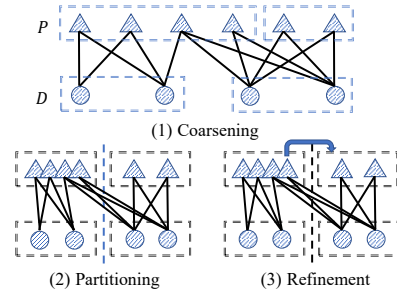 P
D
(1) Coarsening
(2) Partitioning
(3) Refinement